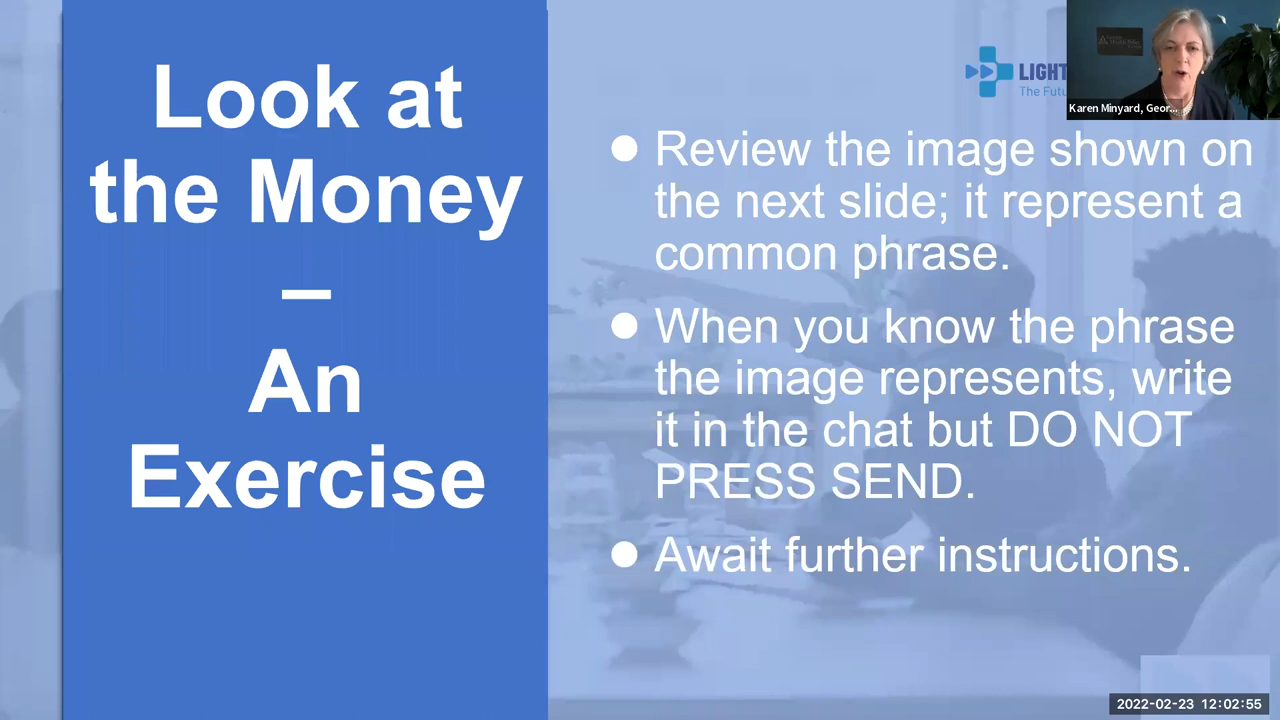 Look at
the Money
–
An
Exercise
LIGHT
The Futu
Karen Minyard, Geor...
● Review the image shown on
the next slide; it represent a
common phrase.
● When you know the phrase
the image represents, write
it in the chat but DO NOT
PRESS SEND.
● Await further instructions.
2022-02-23 12:02:55